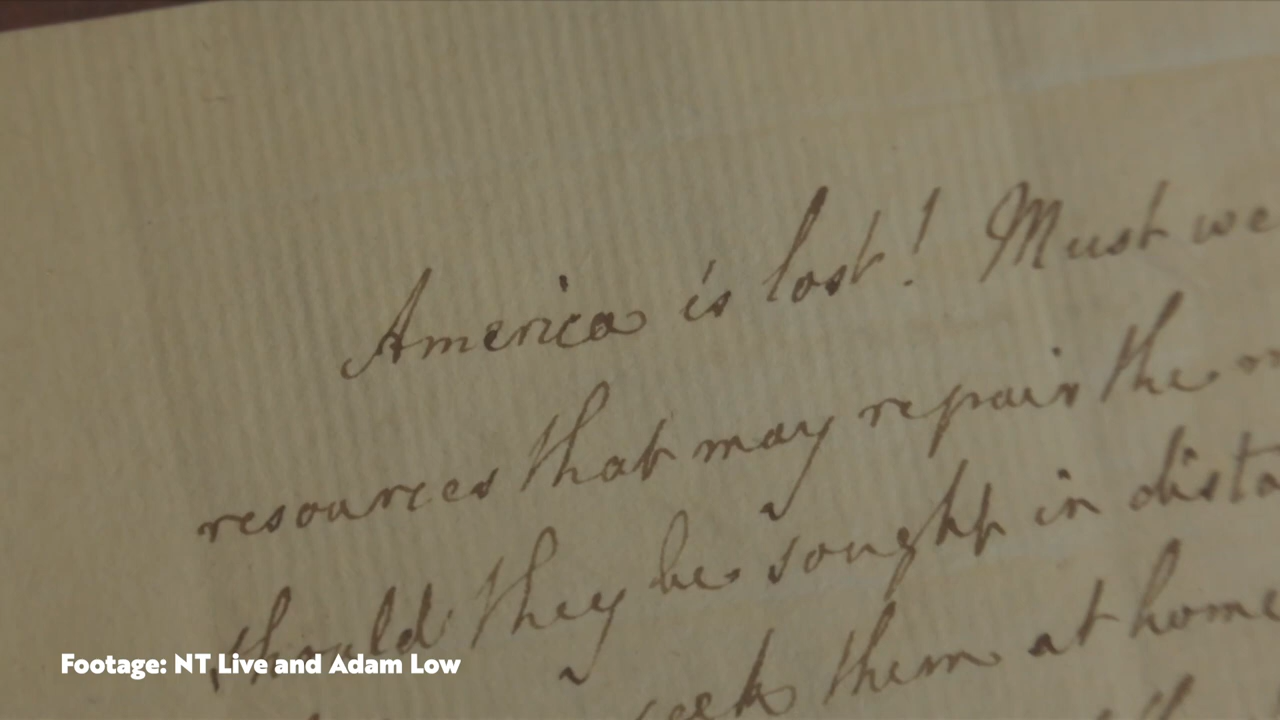 America is lost! Must we
resources that may repair the
should they be sought in dista
seek them at home
Footage: NT Live and Adam Low